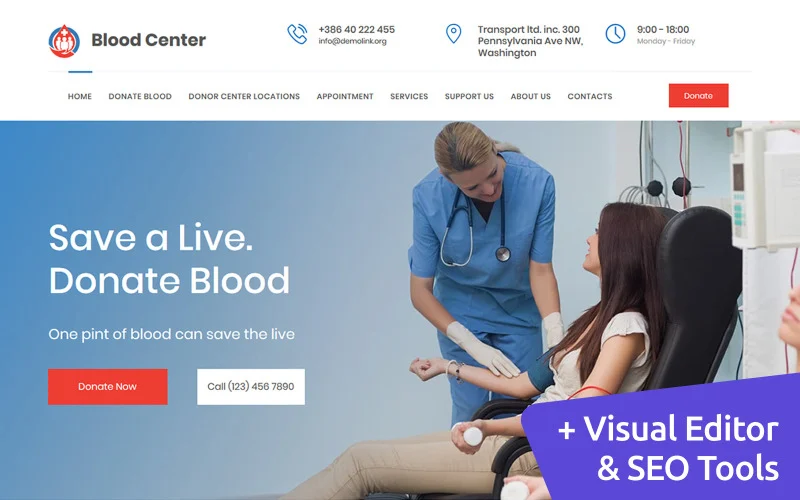 Blood Center
+386 40 222 455
info@demolink.org
Transport ltd. inc. 300
Pennsylvania Ave NW,
Washington
9:00 - 18:00
Monday - Friday
HOME
DONATE BLOOD
DONOR CENTER LOCATIONS
APPOINTMENT
SERVICES
SUPPORT US
ABOUT US
CONTACTS
Donate
Save a Live.
Donate Blood
One pint of blood can save the live
Donate Now
Call (123) 456 7890
+ Visual Editor
& SEO Tools